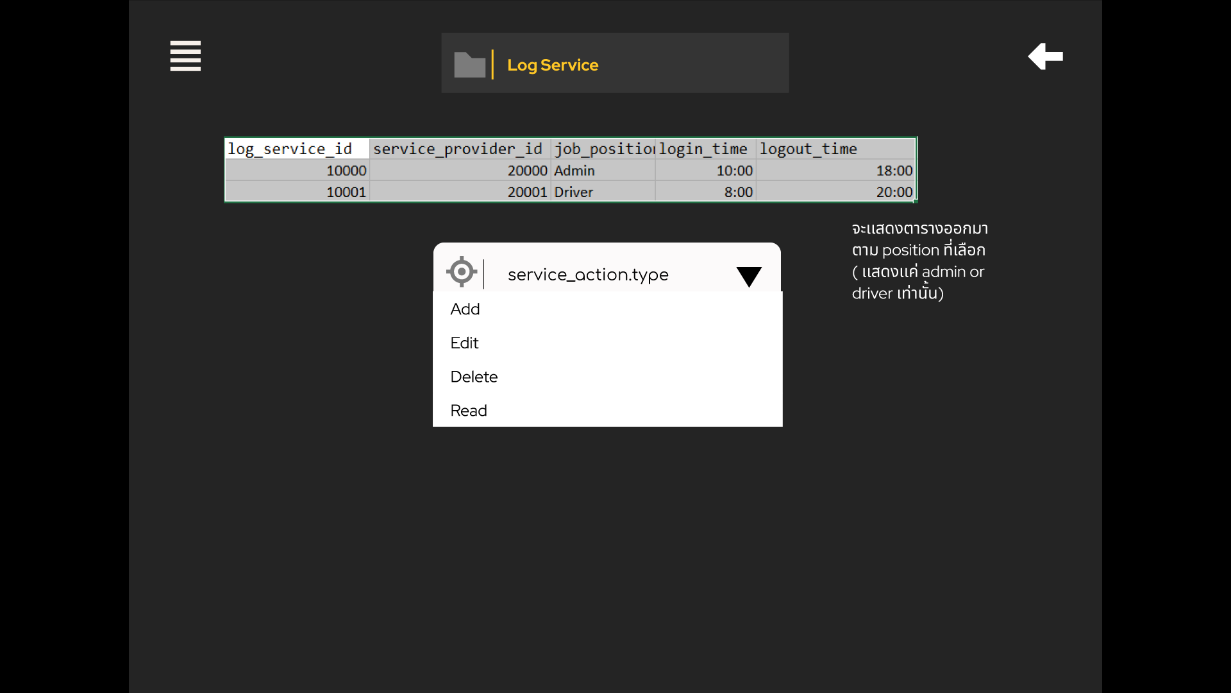 Log Service
log_service_id service_provider_id job_position login_time logout_time
10000 20000 Admin 10:00 18:00
10001 20001 Driver 8:00 20:00
จะแสดงตารางออกมา
ตาม position ที่เลือก
( แสดงแค่ admin or
driver เท่านั้น)
service_action.type
Add
Edit
Delete
Read